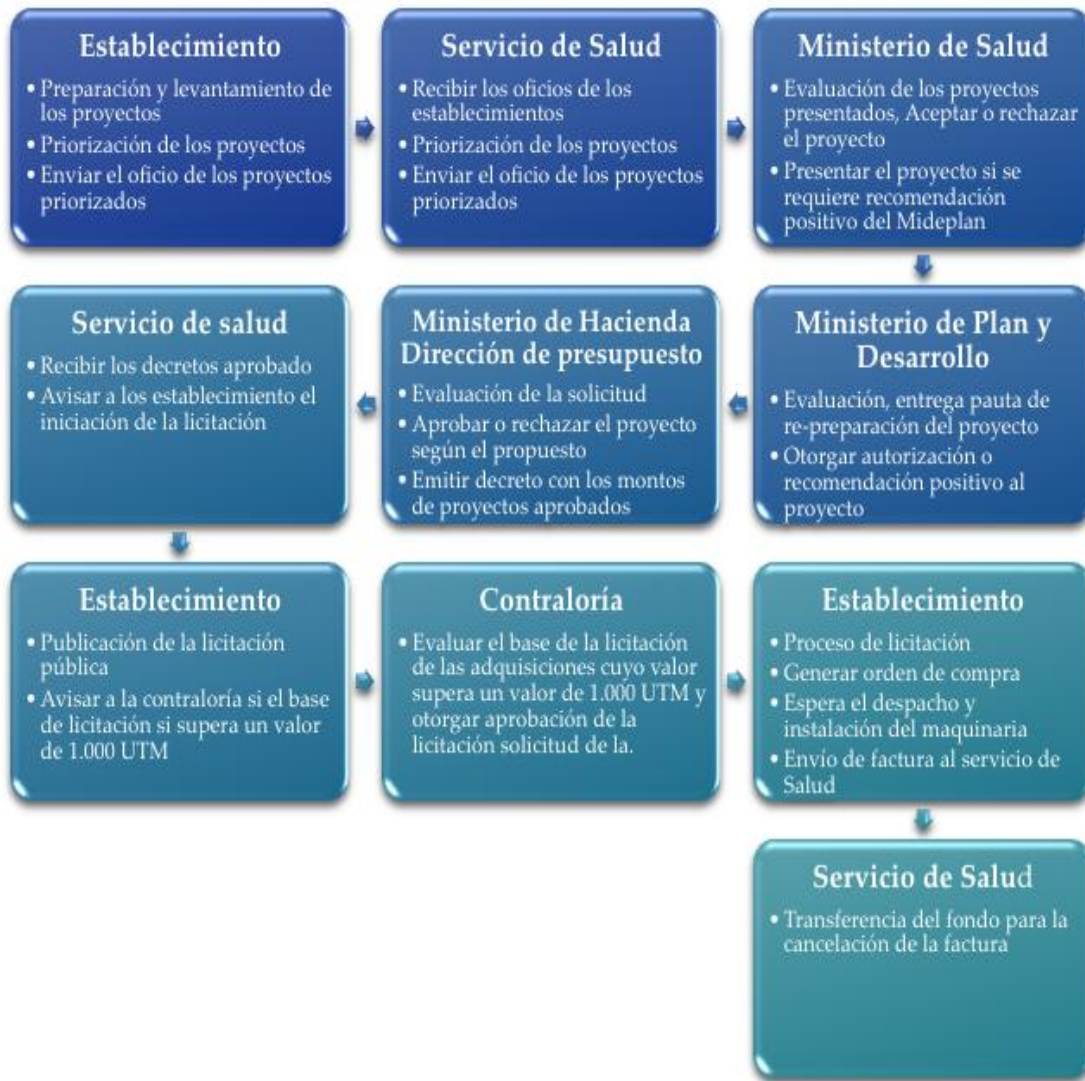 Establecimiento
• Preparación y levantamiento de
los proyectos
• Priorización de los proyectos
• Enviar el oficio de los proyectos
priorizados
Servicio de Salud
• Recibir los oficios de los
establecimientos
• Priorización de los proyectos
• Enviar el oficio de los proyectos
priorizados
Ministerio de Salud
• Evaluación de los proyectos
presentados, Aceptar o rechazar
el proyecto
• Presentar el proyecto si se
requiere recomendación
positivo del Mideplan
Ministerio de Plan y
Desarrollo
• Evaluación, entrega pauta de
re-preparación del proyecto
• Otorgar autorización o
recomendación positivo al
proyecto
Ministerio de Hacienda
Dirección de presupuesto
• Evaluación de la solicitud
• Aprobar o rechazar el proyecto
según el propuesto
• Emitir decreto con los montos
de proyectos aprobados
Servicio de salud
• Recibir los decretos aprobado
• Avisar a los establecimiento el
iniciación de la licitación
Establecimiento
• Publicación de la licitación
pública
• Avisar a la contraloría si el base
de licitación si supera un valor
de 1.000 UTM
Contraloría
• Evaluar el base de la licitación
de las adquisiciones cuyo valor
supera un valor de 1.000 UTM y
otorgar aprobación de la
licitación solicitud de la.
Establecimiento
• Proceso de licitación
• Generar orden de compra
• Espera el despacho y
instalación del maquinaria
• Envío de factura al servicio de
Salud
Servicio de Salud
• Transferencia del fondo para la
cancelación de la factura